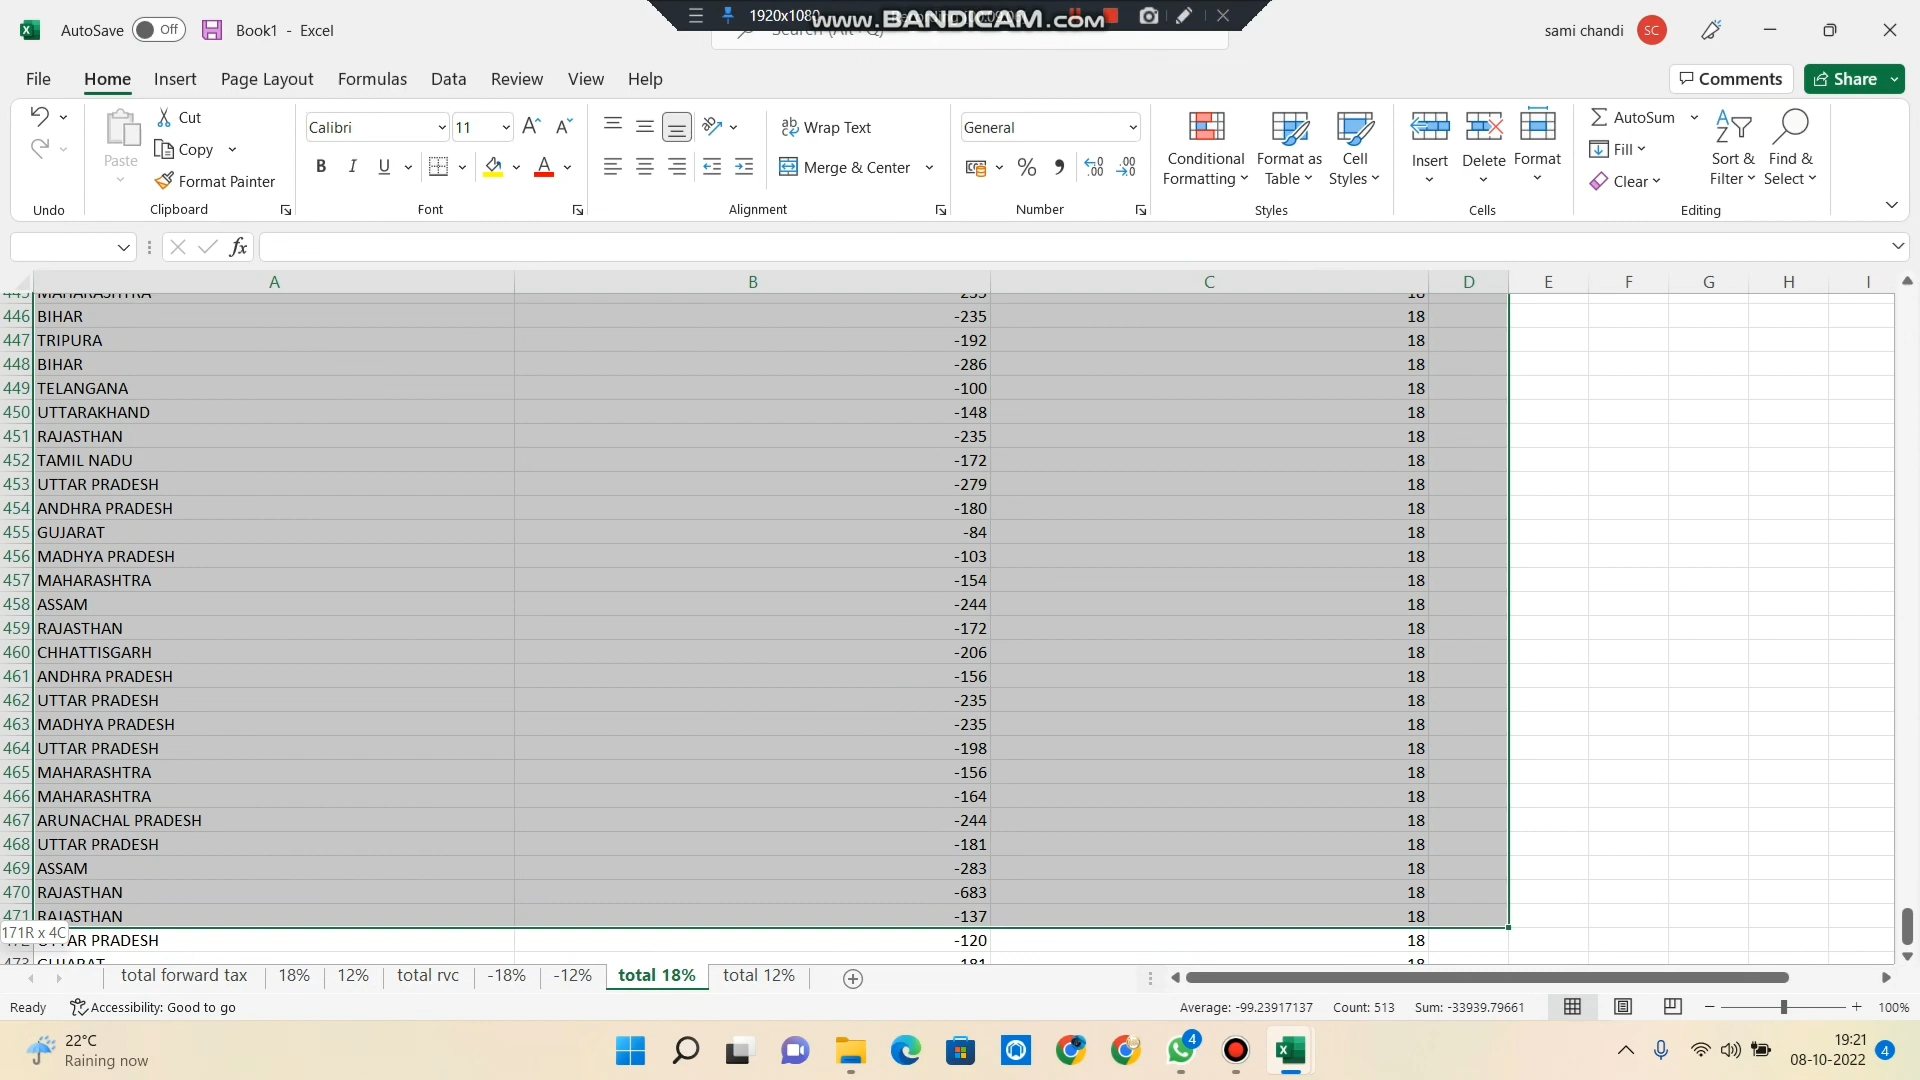 1920x1080
www.BANDICAM.com
AutoSave Off Book1 - Excel
Search (Alt+Q)
sami chandi SC
File Home Insert Page Layout Formulas Data Review View Help
Comments Share
Undo
Paste
Cut
Copy
Format Painter
Clipboard
Calibri 11
B I U
Font
Wrap Text
Merge & Center
Alignment
General
Number
Conditional Formatting
Format as Table
Cell Styles
Styles
Insert Delete Format
Cells
AutoSum
Fill
Clear
Sort & Filter
Find & Select
Editing
fx
A B C D E F G H I
446 BIHAR -235 18
447 TRIPURA -192 18
448 BIHAR -286 18
449 TELANGANA -100 18
450 UTTARAKHAND -148 18
451 RAJASTHAN -235 18
452 TAMIL NADU -172 18
453 UTTAR PRADESH -279 18
454 ANDHRA PRADESH -180 18
455 GUJARAT -84 18
456 MADHYA PRADESH -103 18
457 MAHARASHTRA -154 18
458 ASSAM -244 18
459 RAJASTHAN -172 18
460 CHHATTISGARH -206 18
461 ANDHRA PRADESH -156 18
462 UTTAR PRADESH -235 18
463 MADHYA PRADESH -235 18
464 UTTAR PRADESH -198 18
465 MAHARASHTRA -156 18
466 MAHARASHTRA -164 18
467 ARUNACHAL PRADESH -244 18
468 UTTAR PRADESH -181 18
469 ASSAM -283 18
470 RAJASTHAN -683 18
471 RAJASTHAN -137 18
171R x 4C
PRADESH -120 18
total forward tax 18% 12% total rvc -18% -12% total 18% total 12%
Ready Accessibility: Good to go Average: -99.23917137 Count: 513 Sum: -33939.79661 100%
22°C
Raining now
4
19:21
08-10-2022 4